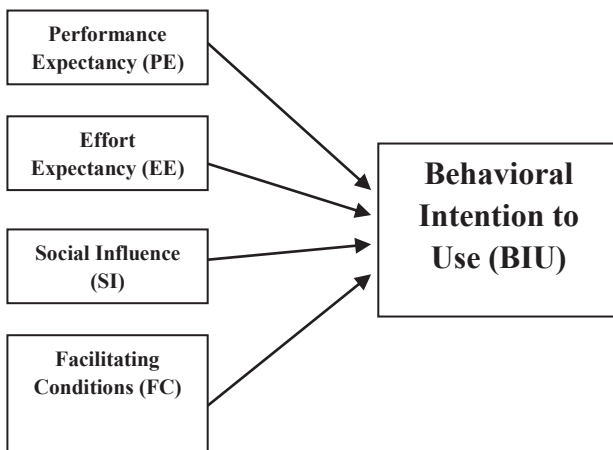 Performance
Expectancy (PE)
Effort
Expectancy (EE)
Social Influence
(SI)
Facilitating
Conditions (FC)
Behavioral
Intention to
Use (BIU)